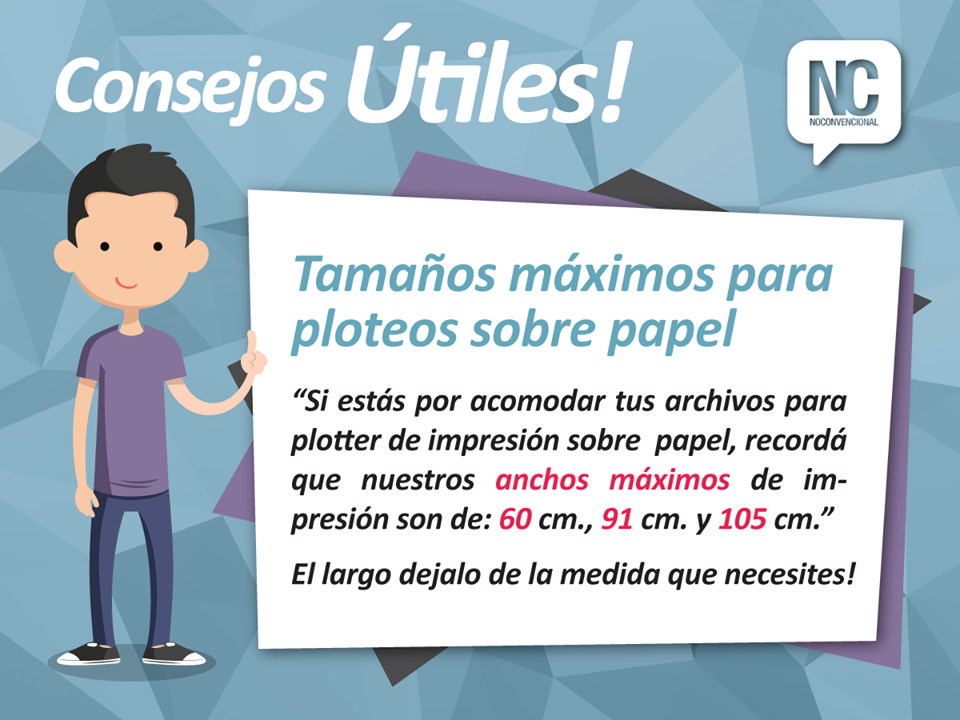 Consejos Útiles!
NC
NOCONVENCIONAL
Tamaños máximos para
ploteos sobre papel
“Si estás por acomodar tus archivos para
plotter de impresión sobre papel, recordá
que nuestros anchos máximos de im-
presión son de: 60 cm., 91 cm. y 105 cm.”
El largo dejalo de la medida que necesites!